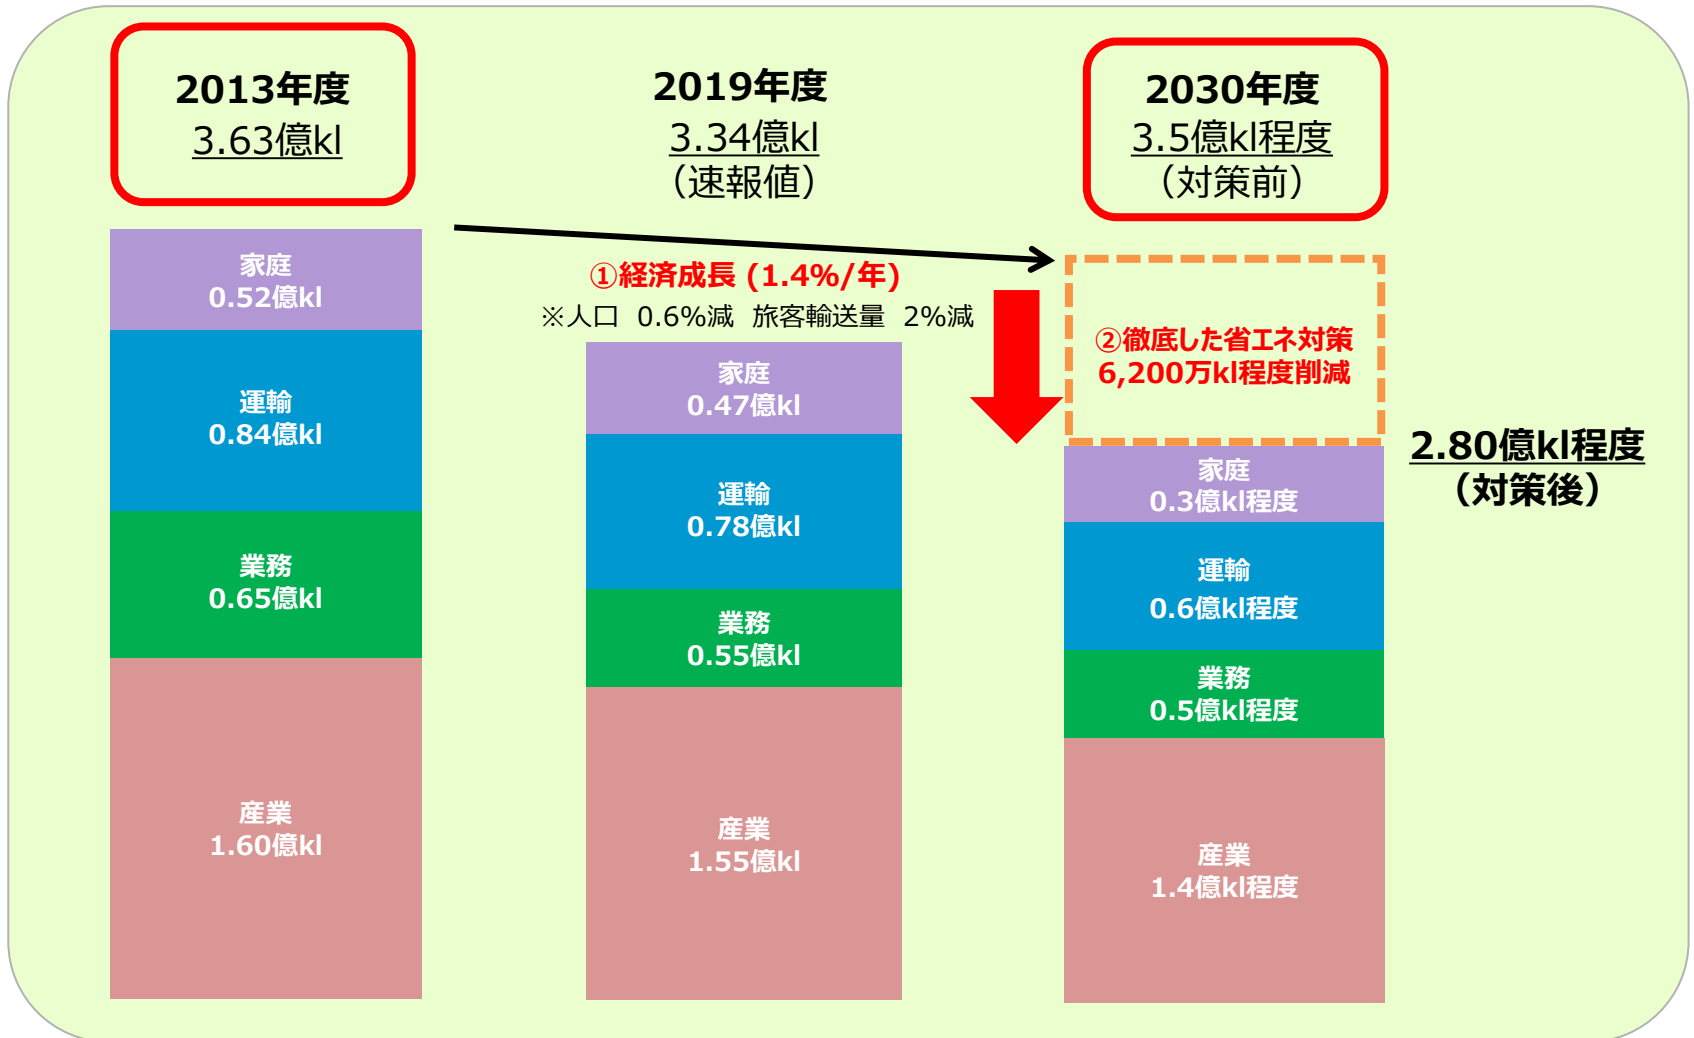 2013年度
3.63億kl
2019年度
3.34億kl
（速報値）
2030年度
3.5億kl程度
（対策前）
①経済成長 (1.4%/年)
※人口 0.6%減 旅客輸送量 2%減
②徹底した省エネ対策
6,200万kl程度削減
2.80億kl程度
（対策後）
家庭
0.52億kl
運輸
0.84億kl
業務
0.65億kl
産業
1.60億kl
家庭
0.47億kl
運輸
0.78億kl
業務
0.55億kl
産業
1.55億kl
家庭
0.3億kl程度
運輸
0.6億kl程度
業務
0.5億kl程度
産業
1.4億kl程度